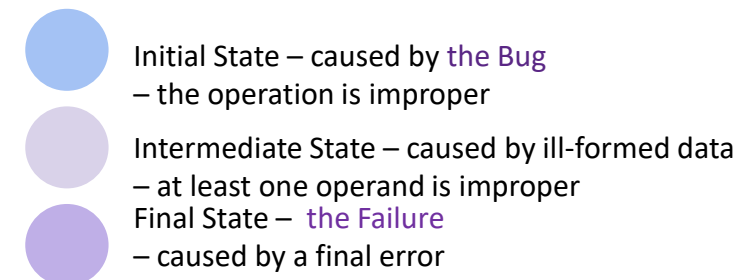 Initial State – caused by the Bug
– the operation is improper
Intermediate State – caused by ill-formed data
– at least one operand is improper
Final State – the Failure
– caused by a final error